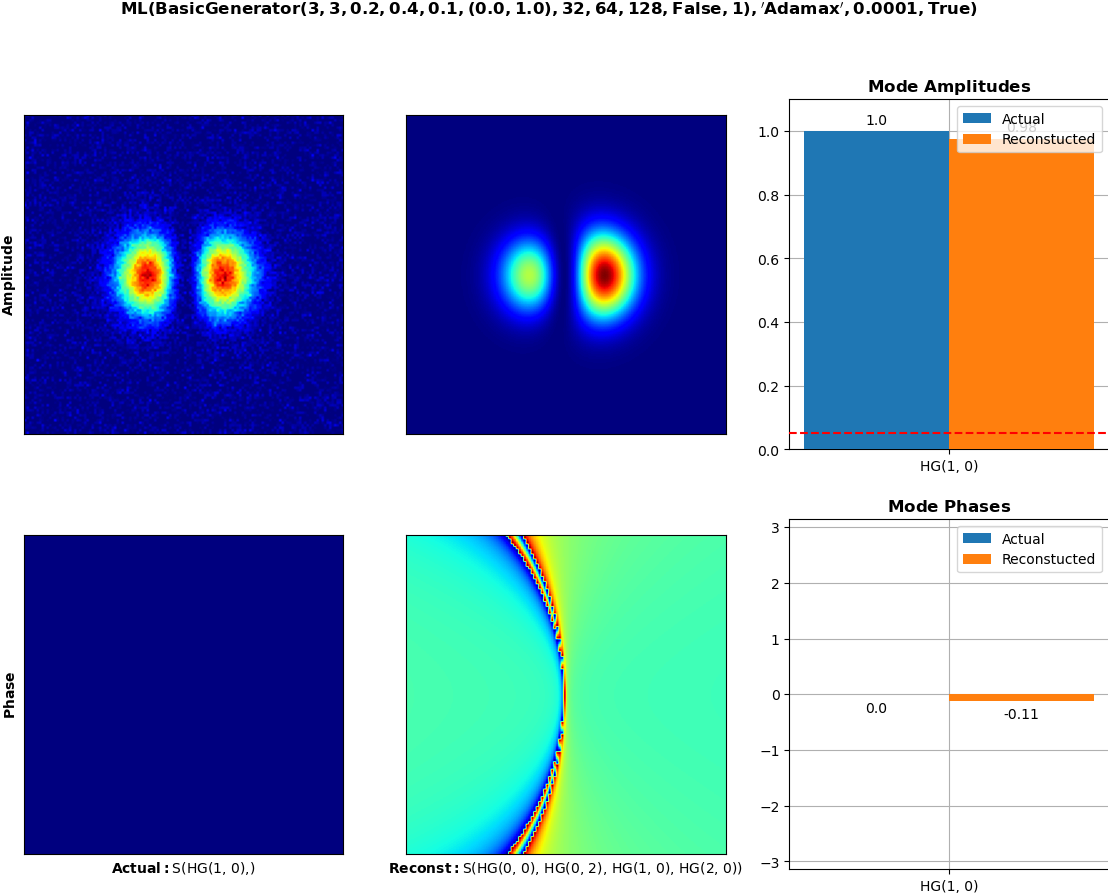 ML(BasicGenerator(3, 3, 0.2, 0.4, 0.1, (0.0, 1.0), 32, 64, 128, False, 1), 'Adamax', 0.0001, True)
Mode Amplitudes
Amplitude
1.0
0.98
Actual
Reconstucted
1.0
0.8
0.6
0.4
0.2
0.0
HG(1, 0)
Mode Phases
Phase
Actual
Reconstucted
3
2
1
0
−1
−2
−3
0.0
-0.11
HG(1, 0)
Actual: S(HG(1, 0),)
Reconst: S(HG(0, 0), HG(0, 2), HG(1, 0), HG(2, 0))